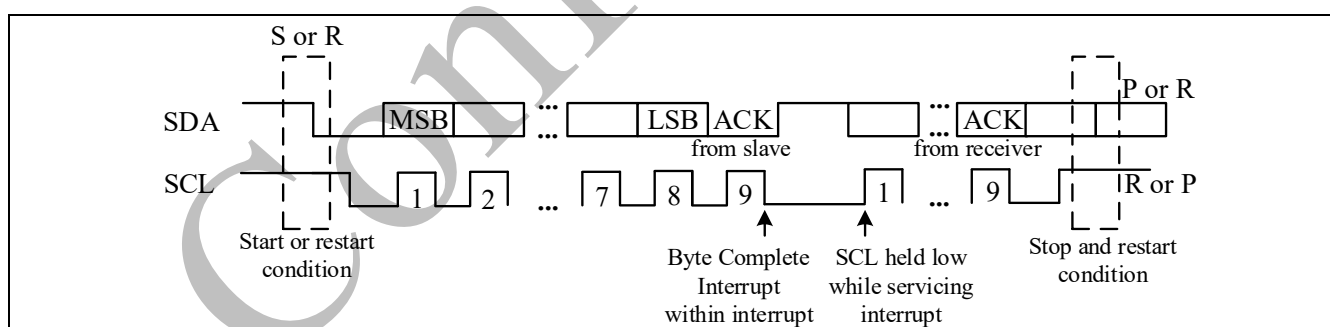 S or R
P or R
SDA MSB ... ... LSB ACK ... ... ACK
from slave from receiver
SCL 1 2 ... 7 8 9 1 ... 9 R or P
Start or restart
condition
Byte Complete
Interrupt
within interrupt
SCL held low
while servicing
interrupt
Stop and restart
condition